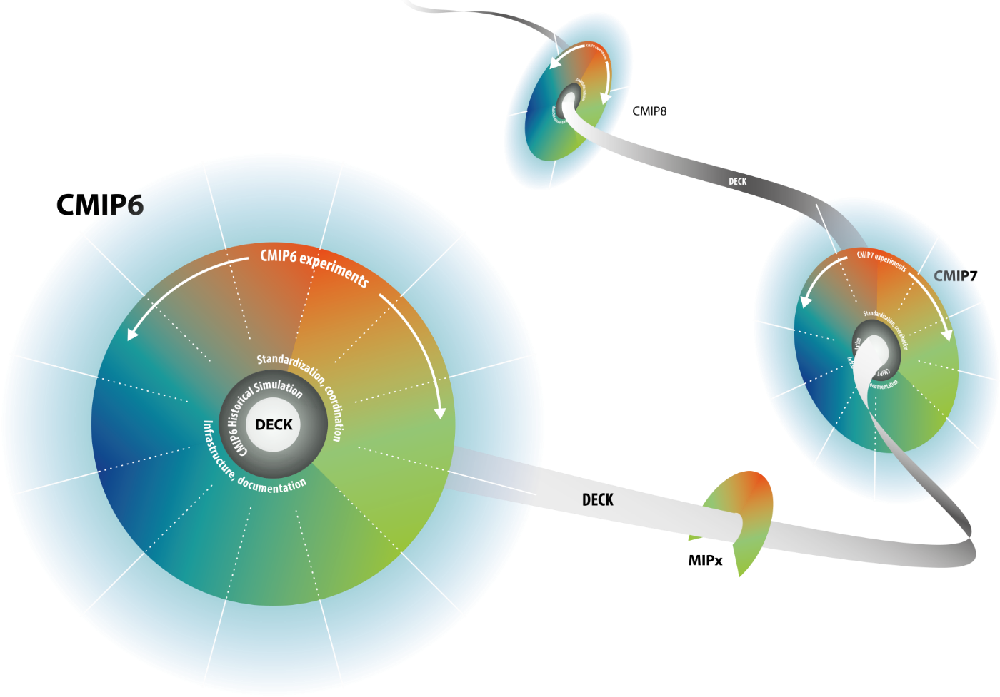 CMIP8
DECK
CMIP6
CMIP6 experiments
CMIP7 experiments
CMIP7
Standardization, coordination
Standardization, coordination
CMIP6 Historical Simulation
DECK
Infrastructure, documentation
CMIP7
DECK
MIPx